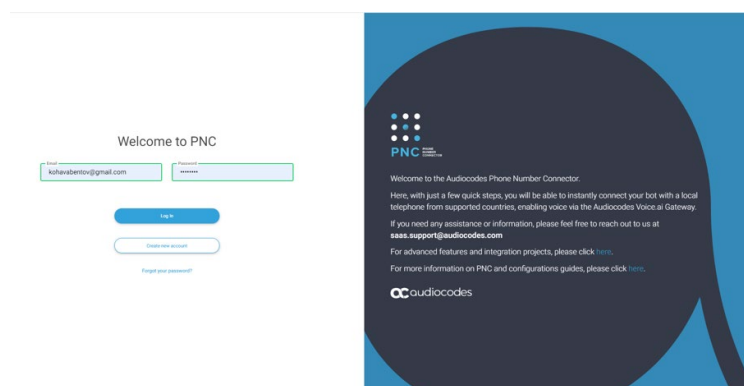 Welcome to PNC
Email
kohavabentov@gmail.com
Password
••••••••
Log in
Create new account
Forgot your password?
PNC PHONE
NUMBER
CONNECTOR
Welcome to the Audiocodes Phone Number Connector.
Here, with just a few quick steps, you will be able to instantly connect your bot with a local
telephone from supported countries, enabling voice via the Audiocodes Voice.ai Gateway.
If you need any assistance or information, please feel free to reach out to us at
saas.support@audiocodes.com
For advanced features and integration projects, please click here.
For more information on PNC and configurations guides, please click here.
audiocodes